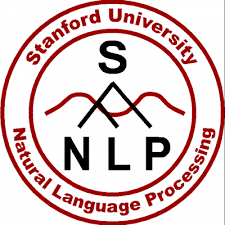 Stanford University
S
NLP
Natural Language Processing